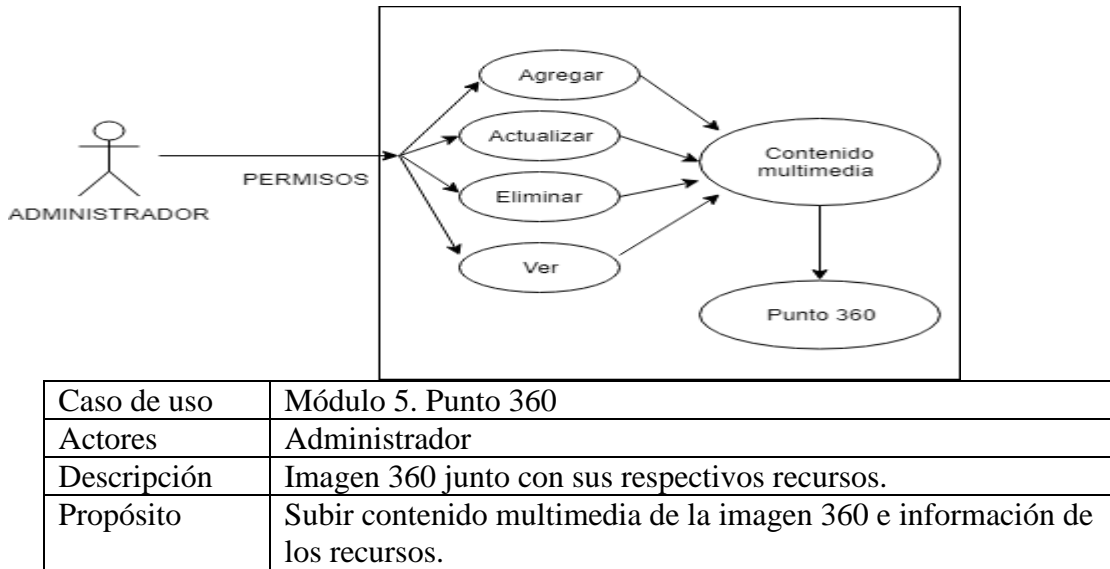 Agregar
Actualizar
Contenido
multimedia
PERMISOS
Eliminar
ADMINISTRADOR
Ver
Punto 360
Caso de uso Módulo 5. Punto 360
Actores Administrador
Descripción Imagen 360 junto con sus respectivos recursos.
Propósito Subir contenido multimedia de la imagen 360 e información de
los recursos.